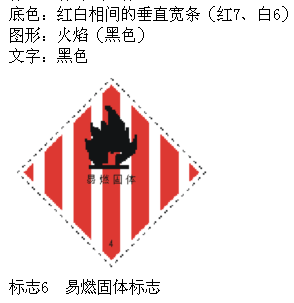 底色：红白相间的垂直宽条（红7、白6）
图形：火焰（黑色）
文字：黑色
易燃固体
4
标志6  易燃固体标志